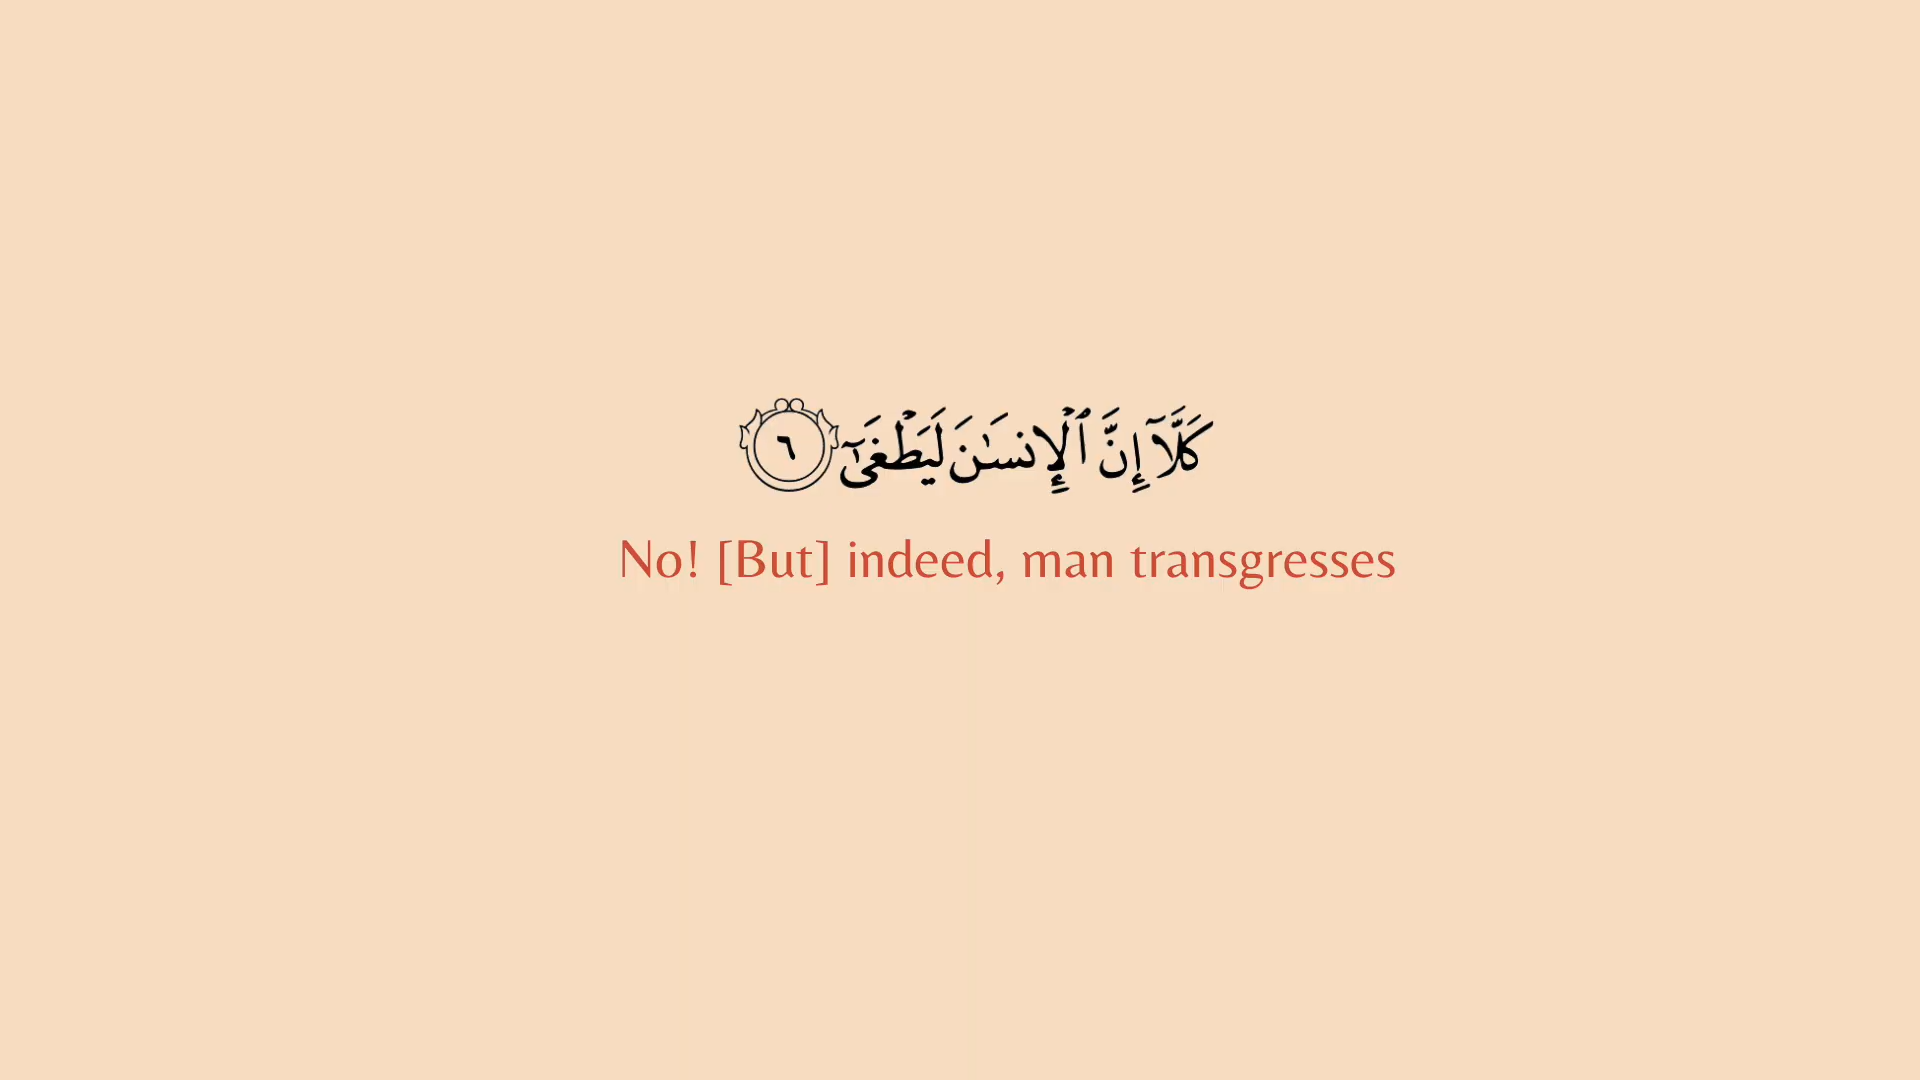 كَلَّآ إِنَّ ٱلْإِنسَـٰنَ لَيَطْغَىٰٓ ٦
No! [But] indeed, man transgresses